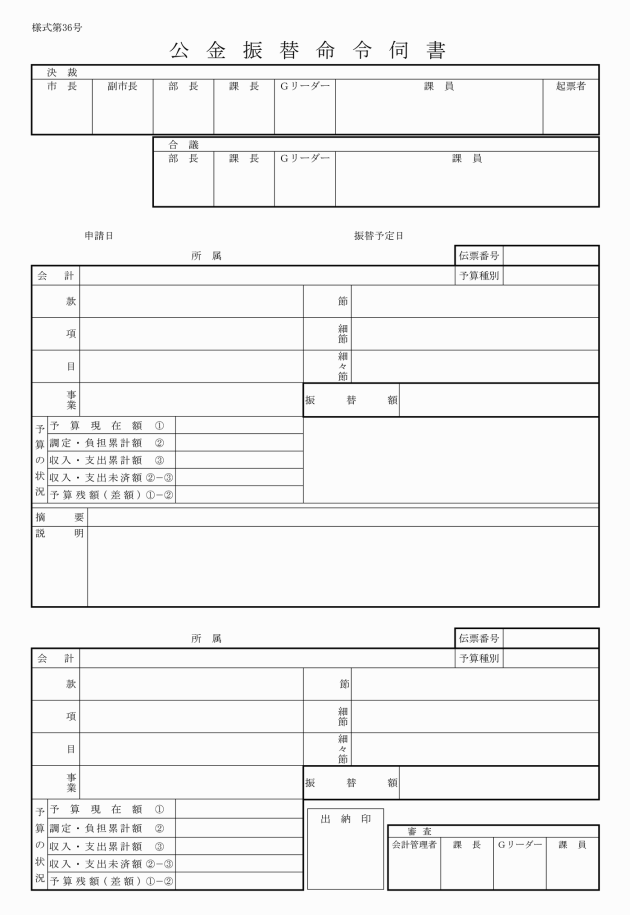 様式第36号
公金振替命令伺書
決裁
市長 副市長 部長 課長 Gリーダー 課員 起票者
合議
部長 課長 Gリーダー 課員
申請日 振替予定日
所属 伝票番号
会計 予算種別
款 節
項 細節
目 細々節
事業 振替額
予算の状況
予算現在額①
調定・負担累計額②
収入・支出累計額③
収入・支出未済額②−③
予算残額(差額)①−②
摘要
説明
所属 伝票番号
会計 予算種別
款 節
項 細節
目 細々節
事業 振替額
予算の状況
予算現在額①
調定・負担累計額②
収入・支出累計額③
収入・支出未済額②−③
予算残額(差額)①−②
出納印
審査
会計管理者 課長 Gリーダー 課員